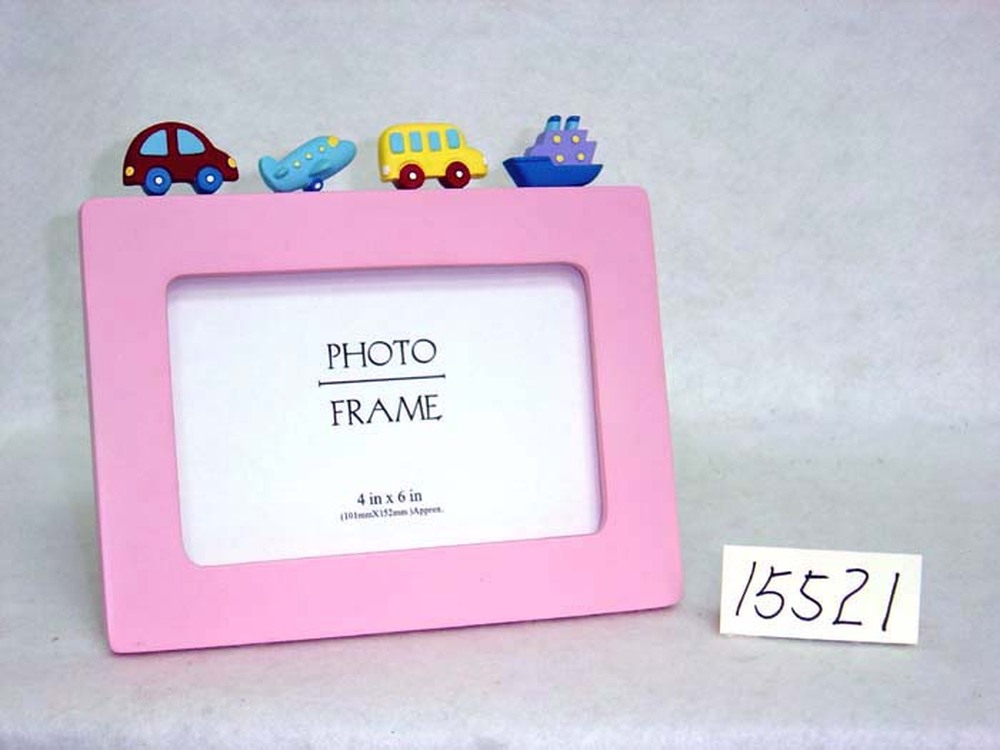 PHOTO
FRAME
4 in x 6 in
(101mmX152mm )Approx.
15521